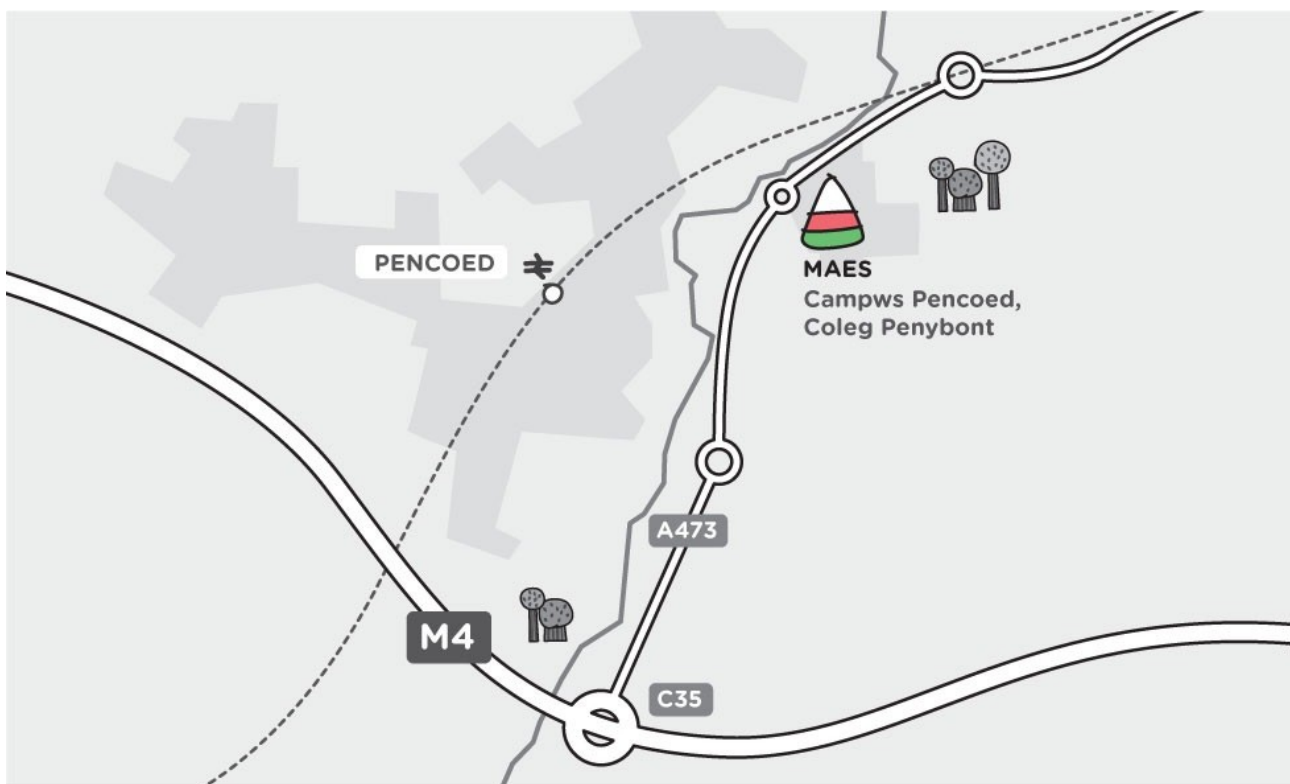 PENCOED
MAES
Campws Pencoed,
Coleg Penybont
A473
M4
C35